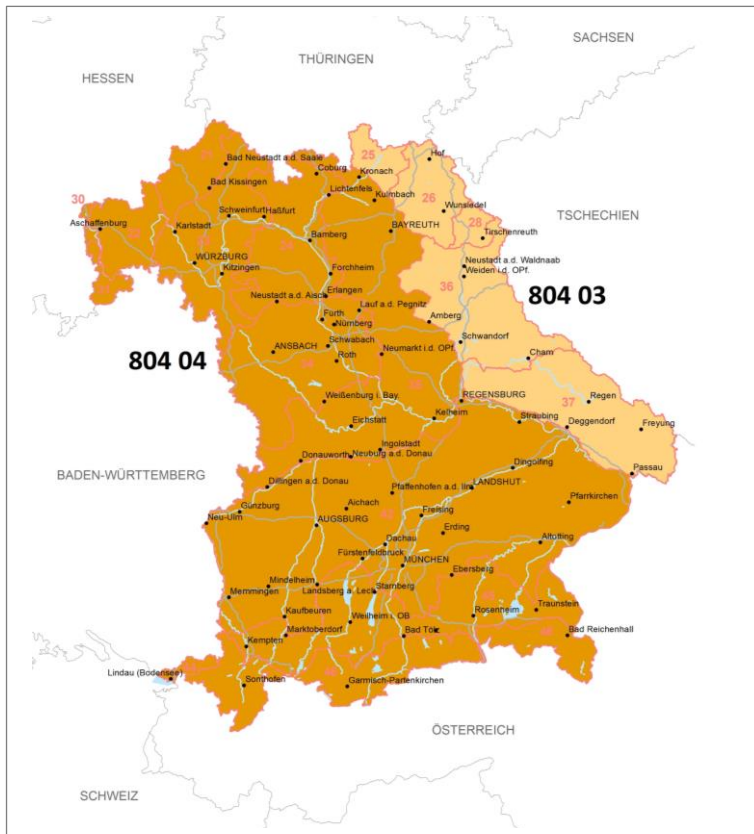 SACHSEN
THÜRINGEN
HESSEN
25
Hof
Bad Neustadt a.d. Saale
Coburg
Kronach
Bad Kissingen
Lichtenfels
Kulmbach
26
30
Wunsiedel
Schweinfurt
Haßfurt
TSCHECHIEN
Aschaffenburg
Karlstadt
BAYREUTH
28
Tirschenreuth
Bamberg
WÜRZBURG
Neustadt a.d. Waldnaab
Kitzingen
Forchheim
Weiden i.d. OPf.
36
804 03
Neustadt a.d. Aisch
Erlangen
Lauf a.d. Pegnitz
Fürth
Amberg
Nürnberg
Schwabach
Schwandorf
804 04
ANSBACH
Roth
Neumarkt i.d. OPf.
Cham
Weißenburg i. Bay.
REGENSBURG
37
Regen
Kelheim
Straubing
Eichstätt
Deggendorf
Freyung
Ingolstadt
Donauwörth
Neuburg a.d. Donau
Dingolfing
BADEN-WÜRTTEMBERG
Passau
Dillingen a.d. Donau
Pfaffenhofen a.d. Ilm
LANDSHUT
Aichach
Pfarrkirchen
Günzburg
Freising
Neu-Ulm
AUGSBURG
Erding
Dachau
Altötting
Fürstenfeldbruck
MÜNCHEN
Ebersberg
Mindelheim
Landsberg a. Lech
Starnberg
Memmingen
Traunstein
Kaufbeuren
Weilheim i. OB
Rosenheim
Marktoberdorf
Bad Tölz
Bad Reichenhall
Kempten
Lindau (Bodensee)
Sonthofen
Garmisch-Partenkirchen
ÖSTERREICH
SCHWEIZ